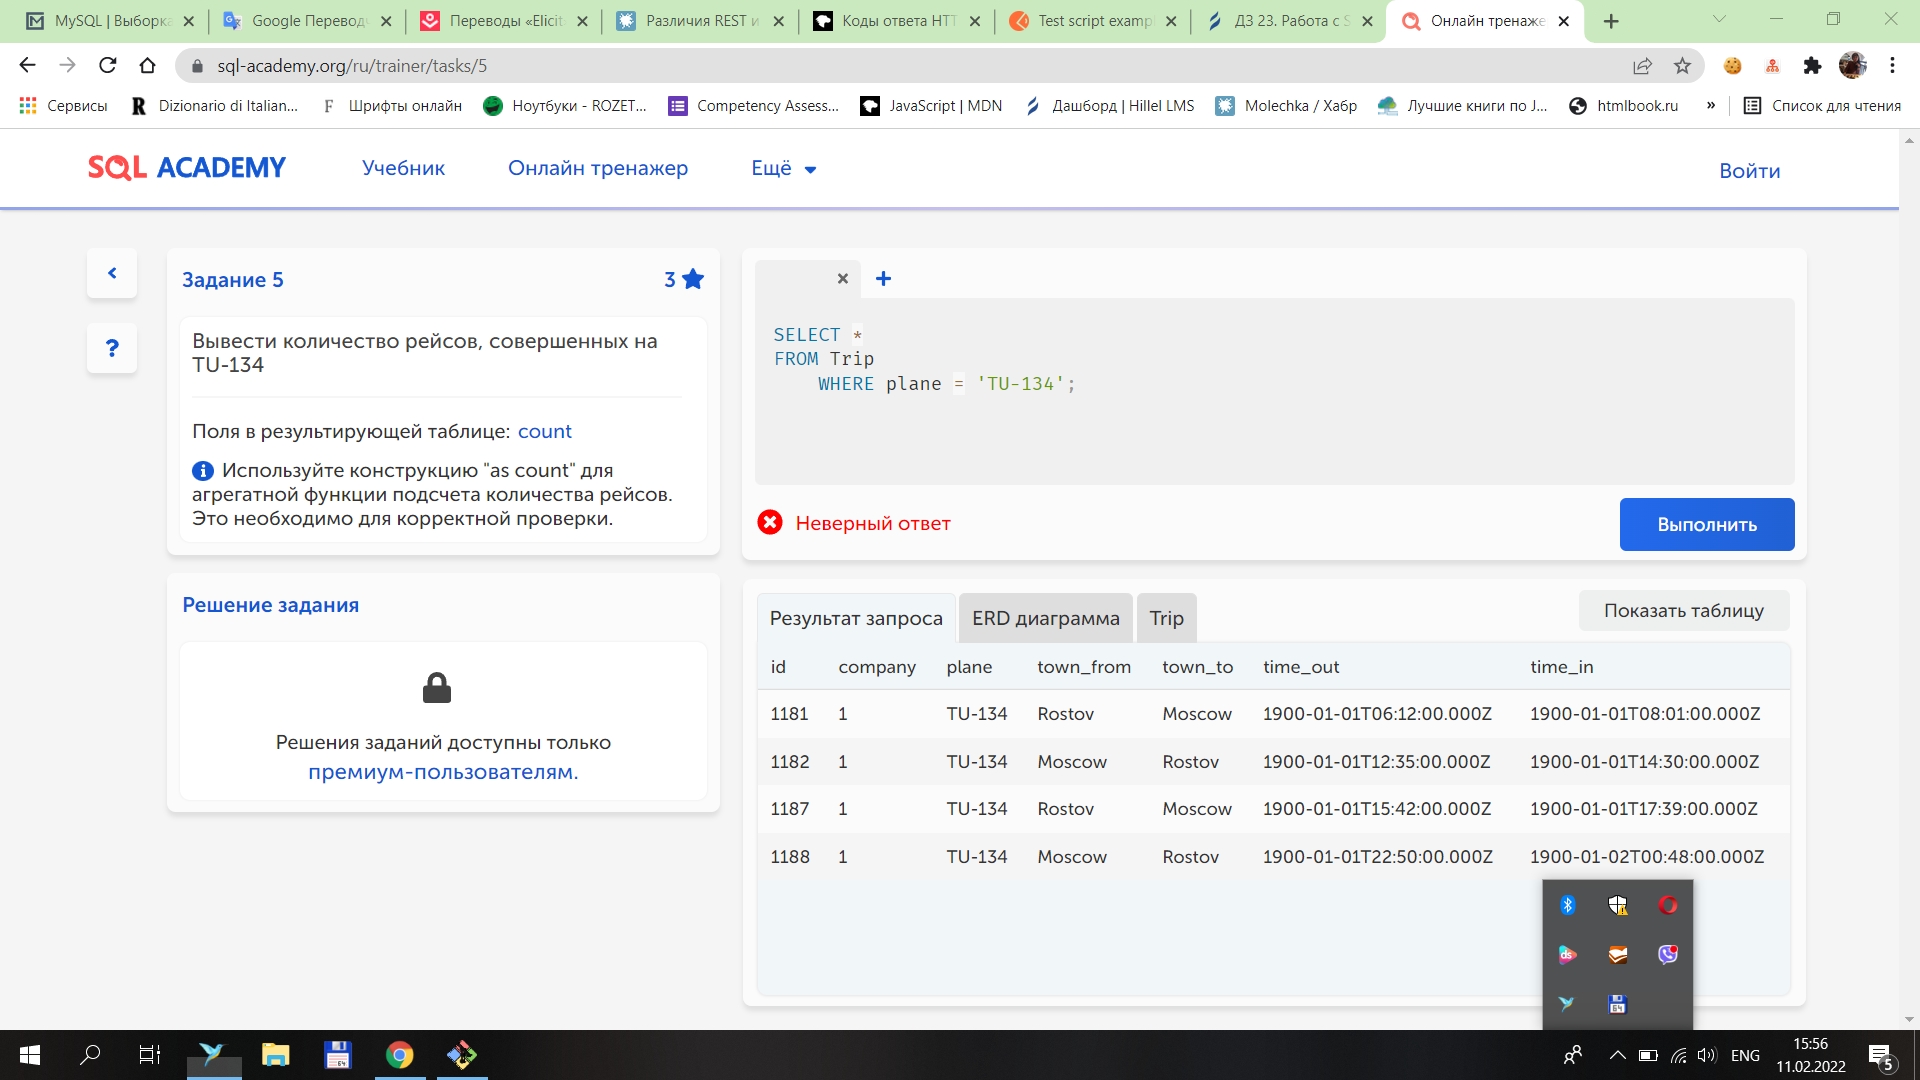 MySQL | Выборка
Google Переводч
Переводы «Elicit
Различия REST и
Коды ответа HTT
Test script exampl
ДЗ 23. Работа с S
Онлайн тренаже
sql-academy.org/ru/trainer/tasks/5
Сервисы
Dizionario di Italian...
Шрифты онлайн
Ноутбуки - ROZET...
Competency Assess...
JavaScript | MDN
Дашборд | Hillel LMS
Molechka / Хабр
Лучшие книги по J...
htmlbook.ru
»
Список для чтения
SQL ACADEMY
Учебник
Онлайн тренажер
Ещё
Войти
Задание 5
3
?
Вывести количество рейсов, совершенных на
TU-134
Поля в результирующей таблице: count
Используйте конструкцию "as count" для
агрегатной функции подсчета количества рейсов.
Это необходимо для корректной проверки.
Решение задания
Решения заданий доступны только
премиум-пользователям.
SELECT *
FROM Trip
WHERE plane = 'TU-134';
Неверный ответ
Выполнить
Результат запроса
ERD диаграмма
Trip
Показать таблицу
id company plane town_from town_to time_out time_in
1181 1 TU-134 Rostov Moscow 1900-01-01T06:12:00.000Z 1900-01-01T08:01:00.000Z
1182 1 TU-134 Moscow Rostov 1900-01-01T12:35:00.000Z 1900-01-01T14:30:00.000Z
1187 1 TU-134 Rostov Moscow 1900-01-01T15:42:00.000Z 1900-01-01T17:39:00.000Z
1188 1 TU-134 Moscow Rostov 1900-01-01T22:50:00.000Z 1900-01-02T00:48:00.000Z
ds
64
64
ENG
15:56
11.02.2022
5